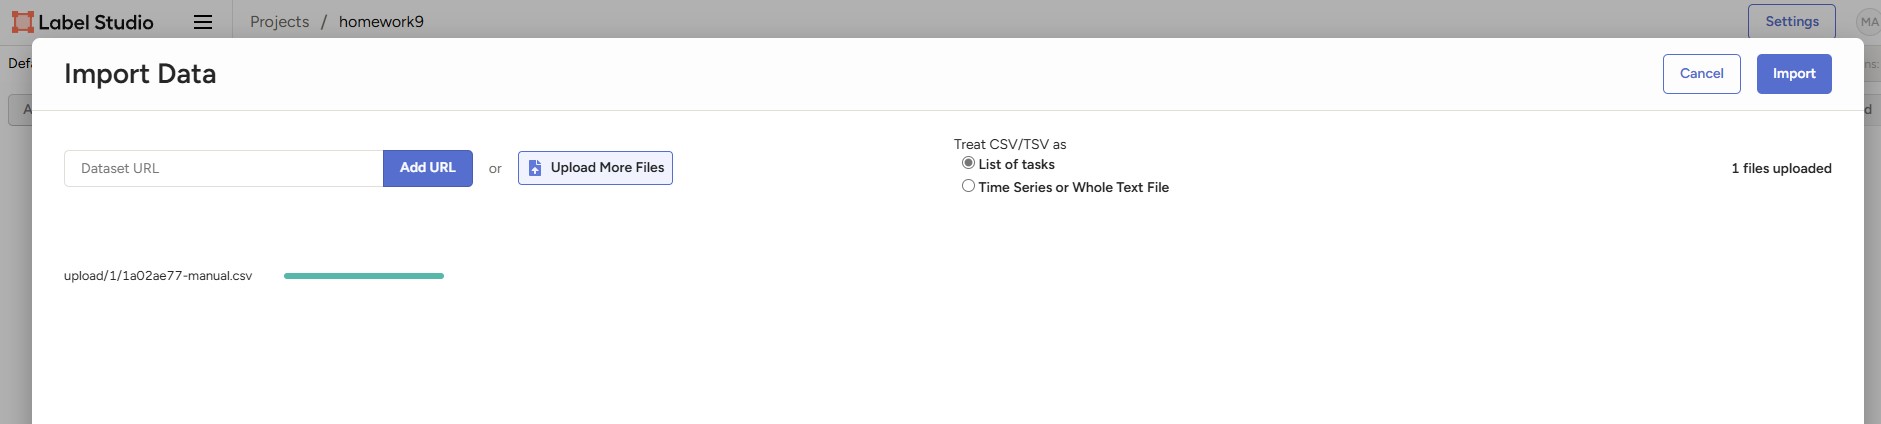 Label Studio
Projects / homework9
Settings
MA
Import Data
Cancel
Import
Dataset URL
Add URL
or
Upload More Files
Treat CSV/TSV as
List of tasks
Time Series or Whole Text File
1 files uploaded
upload/1/1a02ae77-manual.csv